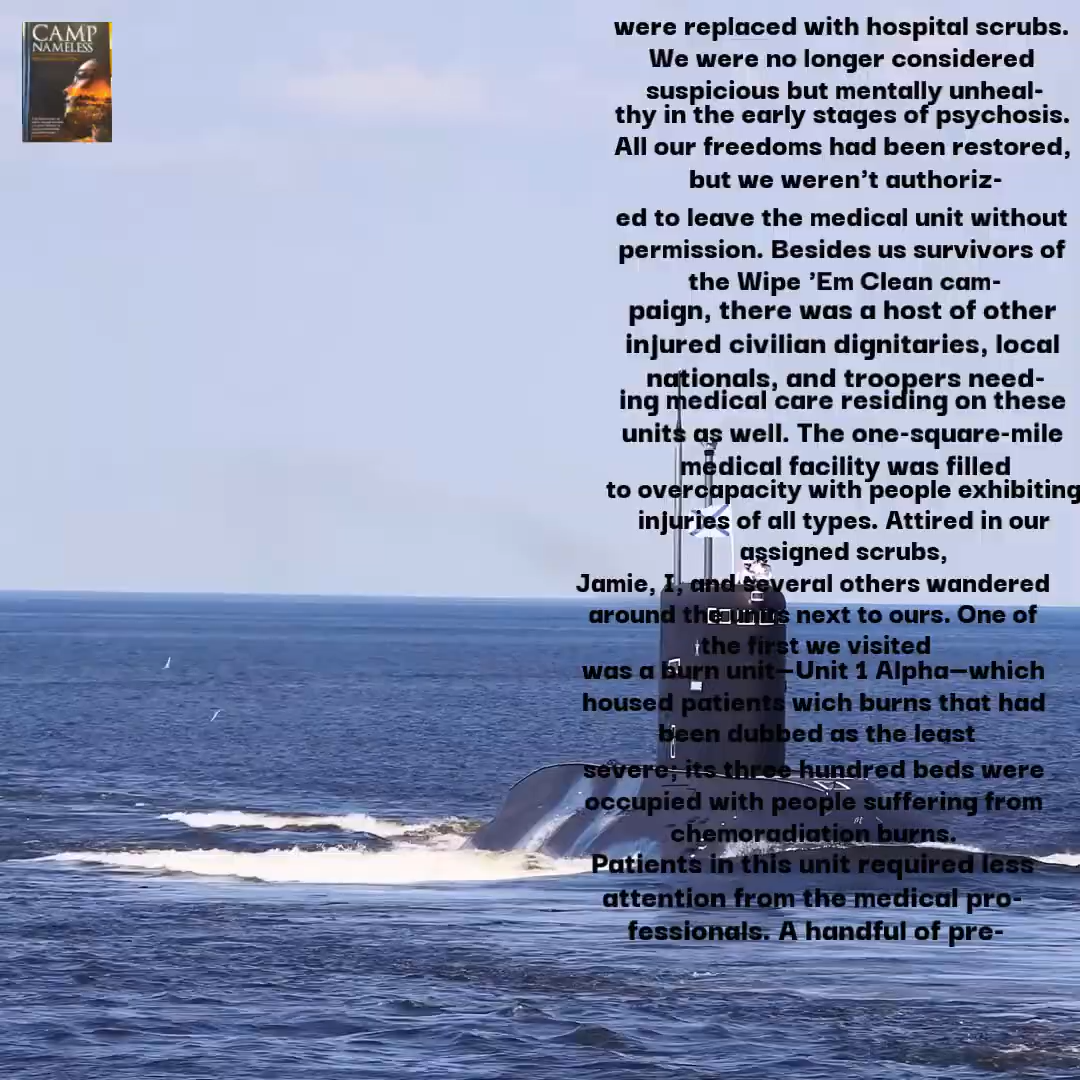 CAMP
NAMELESS
were replaced with hospital scrubs.
We were no longer considered
suspicious but mentally unheal-
thy in the early stages of psychosis.
All our freedoms had been restored,
but we weren't authoriz-
ed to leave the medical unit without
permission. Besides us survivors of
the Wipe 'Em Clean cam-
paign, there was a host of other
injured civilian dignitaries, local
nationals, and troopers need-
ing medical care residing on these
units as well. The one-square-mile
medical facility was filled
to overcapacity with people exhibiting
injuries of all types. Attired in our
assigned scrubs,
Jamie, I, and several others wandered
around the units next to ours. One of
the first we visited
was a burn unit—Unit 1 Alpha—which
housed patients wich burns that had
been dubbed as the least
severe; its three hundred beds were
occupied with people suffering from
chemoradiation burns.
Patients in this unit required less
attention from the medical pro-
fessionals. A handful of pre-